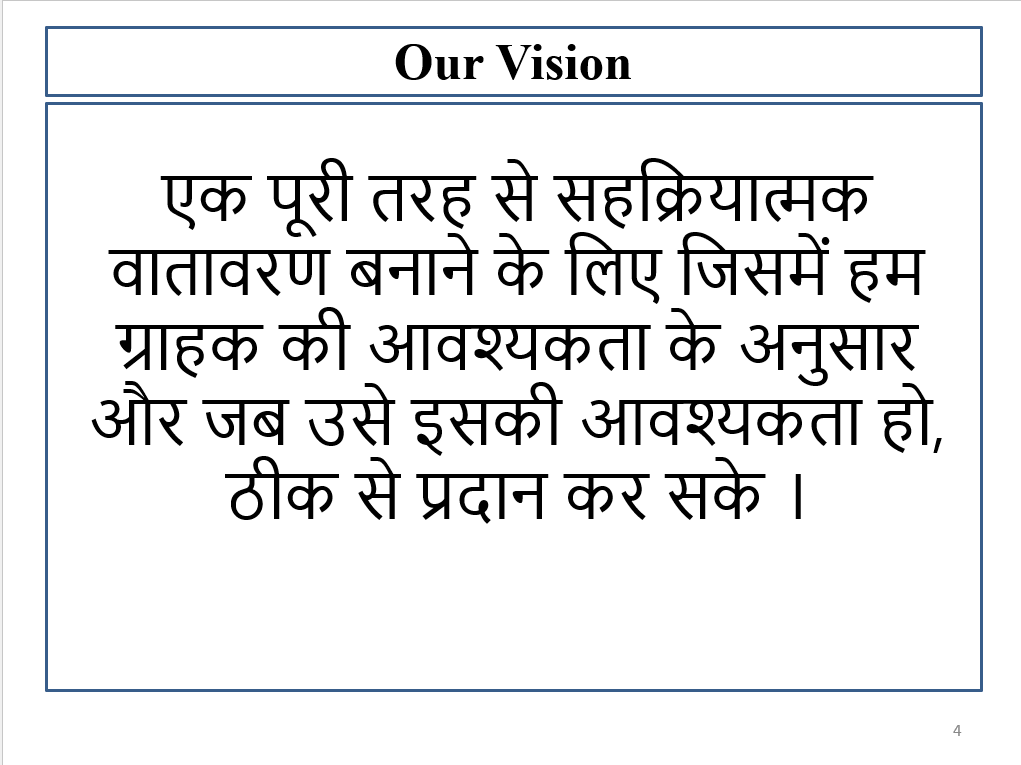 Our Vision
एक पूरी तरह से सहक्रियात्मक
वातावरण बनाने के लिए जिसमें हम
ग्राहक की आवश्यकता के अनुसार
और जब उसे इसकी आवश्यकता हो,
ठीक से प्रदान कर सके ।
4